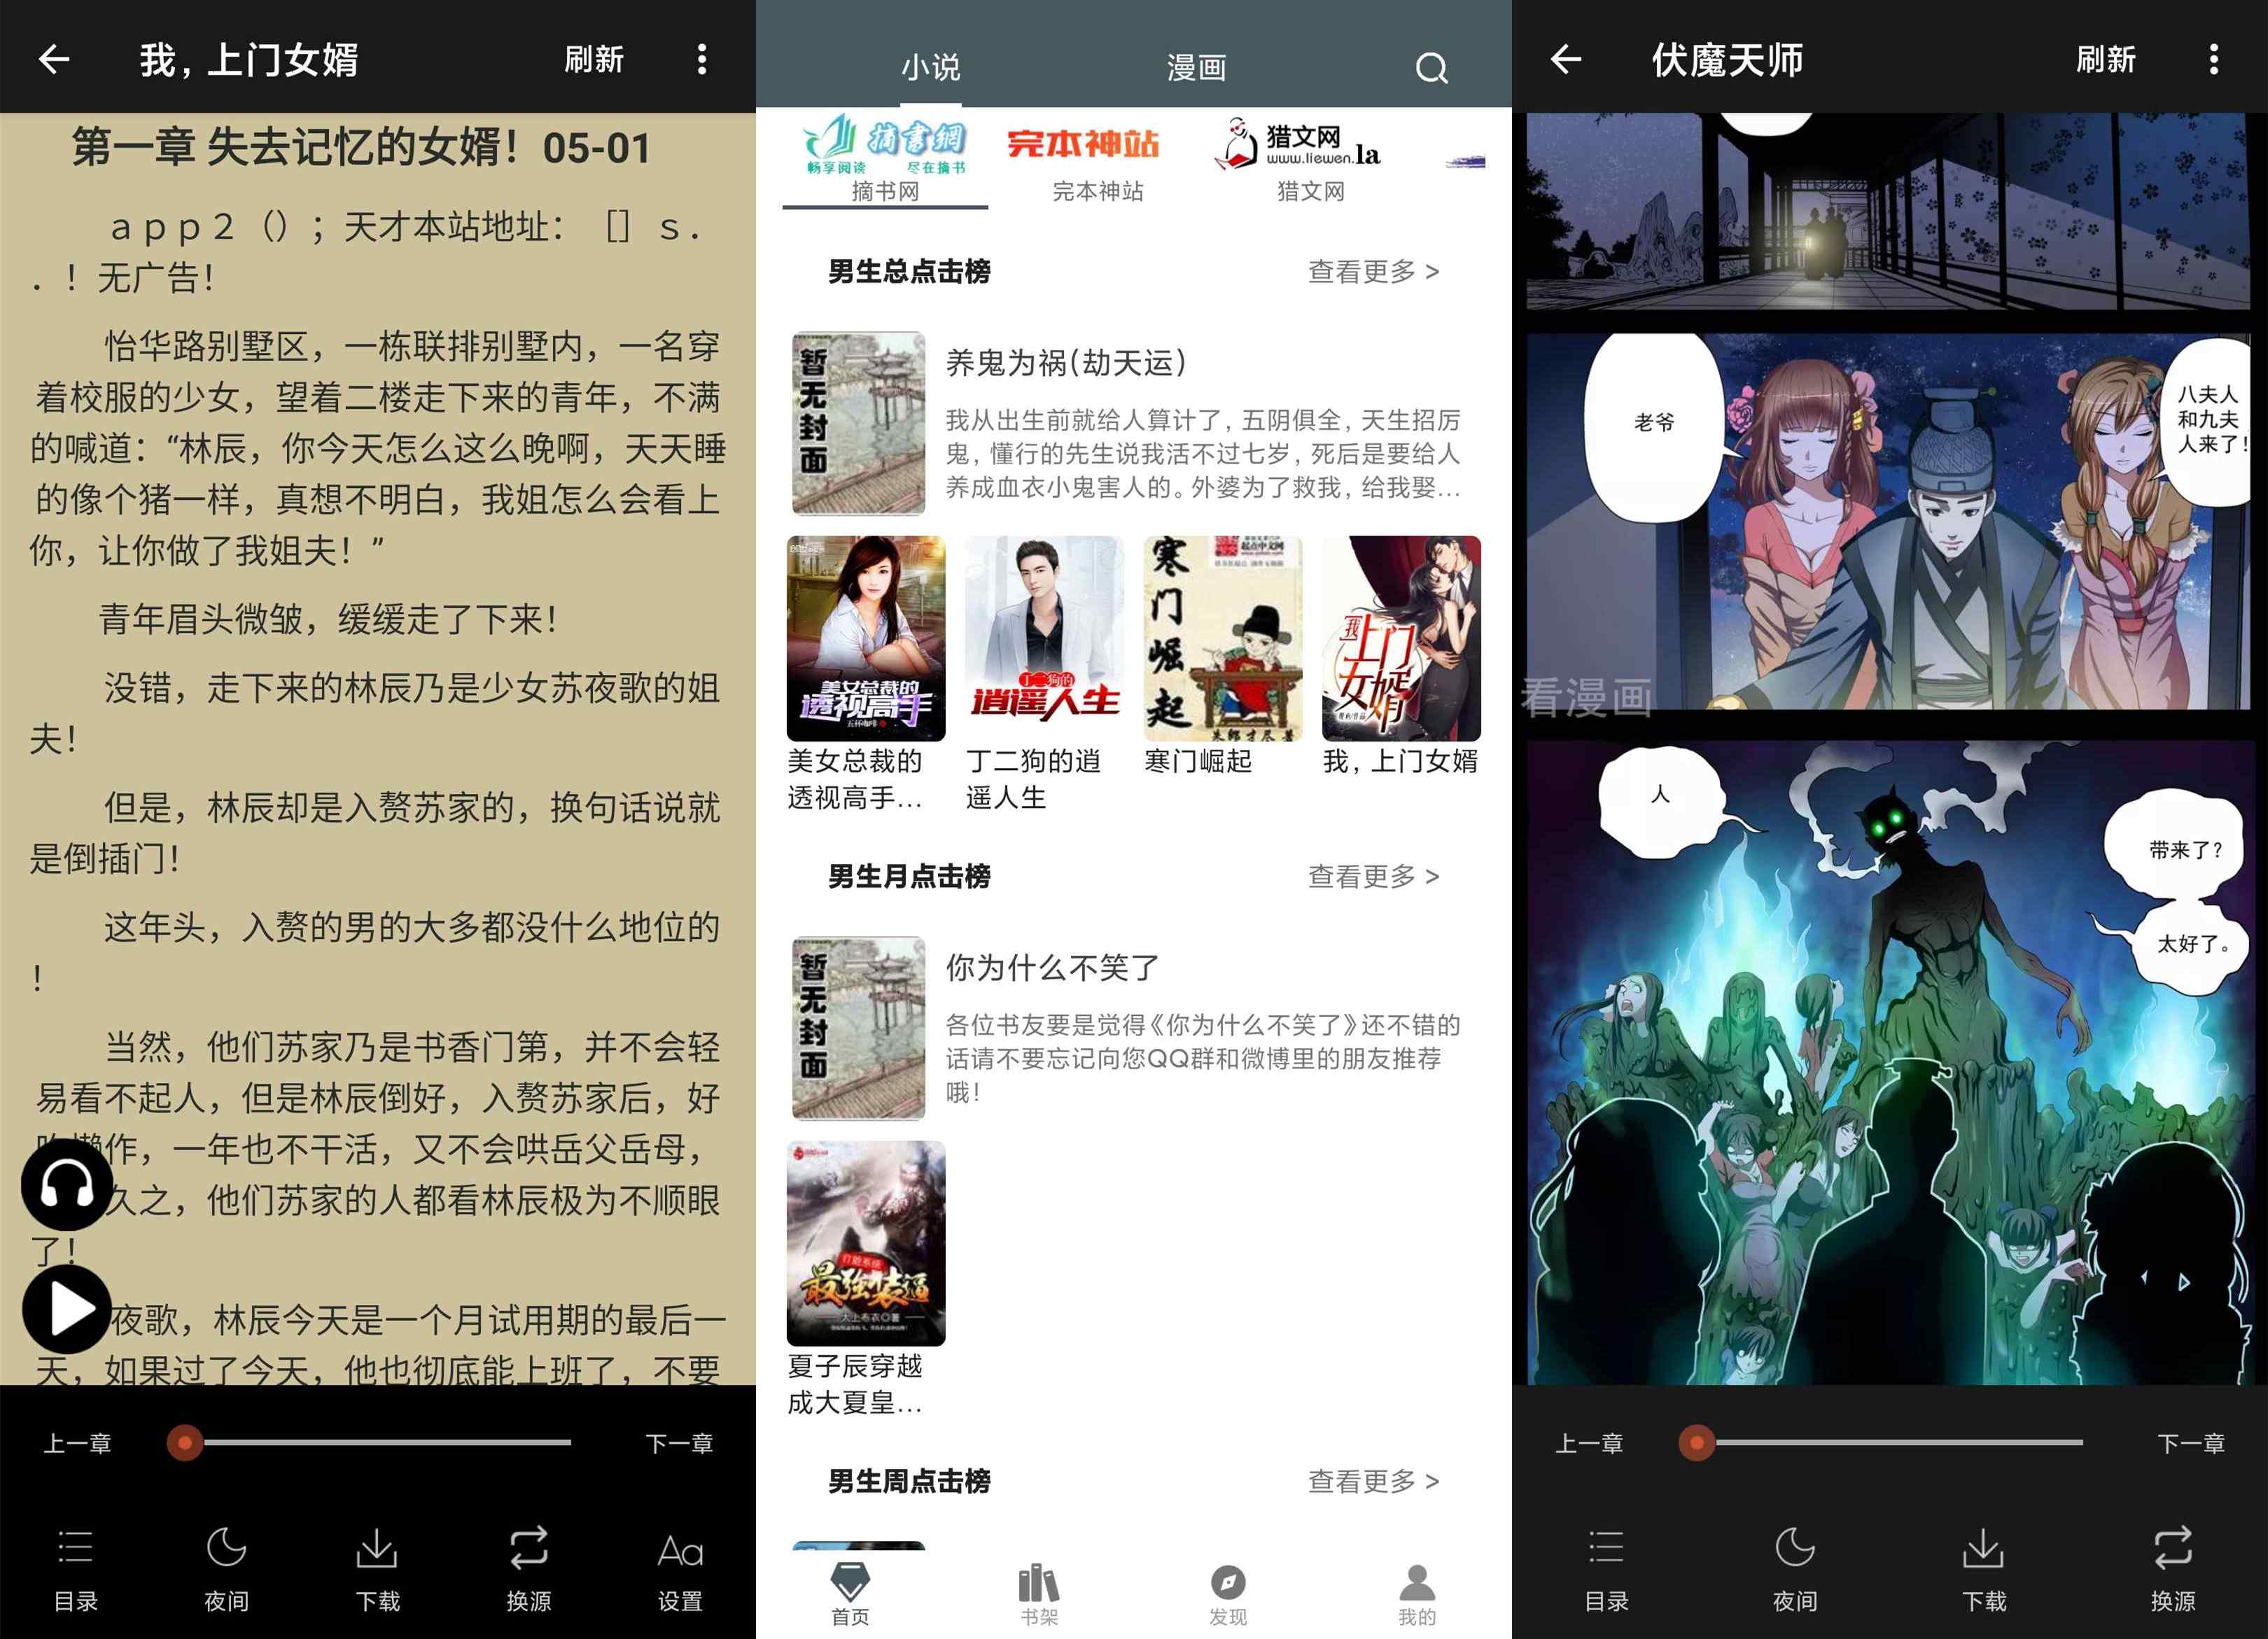 我，上门女婿
刷新
第一章 失去记忆的女婿！05-01
ａｐｐ２（）；天才本站地址：［］ｓ．
．！无广告！
怡华路别墅区，一栋联排别墅内，一名穿
着校服的少女，望着二楼走下来的青年，不满
的喊道：“林辰，你今天怎么这么晚啊，天天睡
的像个猪一样，真想不明白，我姐怎么会看上
你，让你做了我姐夫！”
青年眉头微皱，缓缓走了下来！
没错，走下来的林辰乃是少女苏夜歌的姐
夫！
但是，林辰却是入赘苏家的，换句话说就
是倒插门！
这年头，入赘的男的大多都没什么地位的
！
当然，他们苏家乃是书香门第，并不会轻
易看不起人，但是林辰倒好，入赘苏家后，好
作，一年也不干活，又不会哄岳父岳母，
久之，他们苏家的人都看林辰极为不顺眼
了！
夜歌，林辰今天是一个月试用期的最后一
天，如果过了今天，他也彻底能上班了，不要
上一章
下一章
目录
夜间
下载
换源
Aa
设置
小说
漫画
摘書網
畅享阅读 尽在摘书
摘书网
完本神站
完本神站
猎文网
www.liewen.la
猎文网
男生总点击榜
查看更多 >
暂无封面
养鬼为祸(劫天运)
我从出生前就给人算计了，五阴俱全，天生招厉
鬼，懂行的先生说我活不过七岁，死后是要给人
养成血衣小鬼害人的。外婆为了救我，给我娶...
美女总裁的
透视高手
丁二狗的
逍遥人生
寒门崛起
我，上门女婿
美女总裁的
透视高手...
丁二狗的逍
遥人生
寒门崛起
我，上门女婿
男生月点击榜
查看更多 >
暂无封面
你为什么不笑了
各位书友要是觉得《你为什么不笑了》还不错的
话请不要忘记向您QQ群和微博里的朋友推荐
哦！
最强装逼
夏子辰穿越
成大夏皇...
男生周点击榜
查看更多 >
首页
书架
发现
我的
伏魔天师
刷新
老爷
八夫人
和九夫
人来了！
看漫画
人
带来了？
太好了。
上一章
下一章
目录
夜间
下载
换源